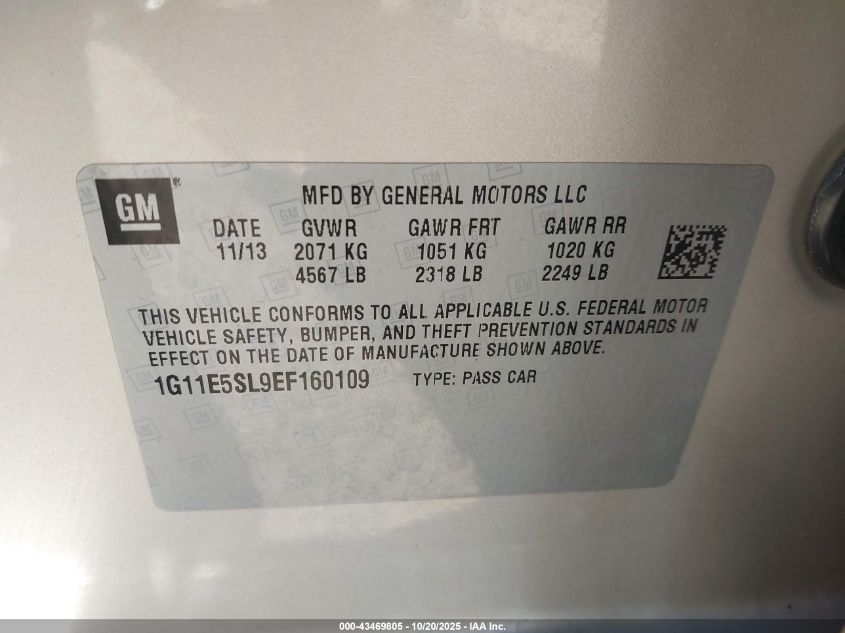 GM®
MFD BY GENERAL MOTORS LLC
DATE GVWR GAWR FRT GAWR RR
11/13 2071 KG 1051 KG 1020 KG
4567 LB 2318 LB 2249 LB
THIS VEHICLE CONFORMS TO ALL APPLICABLE U.S. FEDERAL MOTOR
VEHICLE SAFETY, BUMPER, AND THEFT PREVENTION STANDARDS IN
EFFECT ON THE DATE OF MANUFACTURE SHOWN ABOVE.
1G11E5SL9EF160109 TYPE: PASS CAR
000-43469805 - 10/20/2025 - IAA Inc.